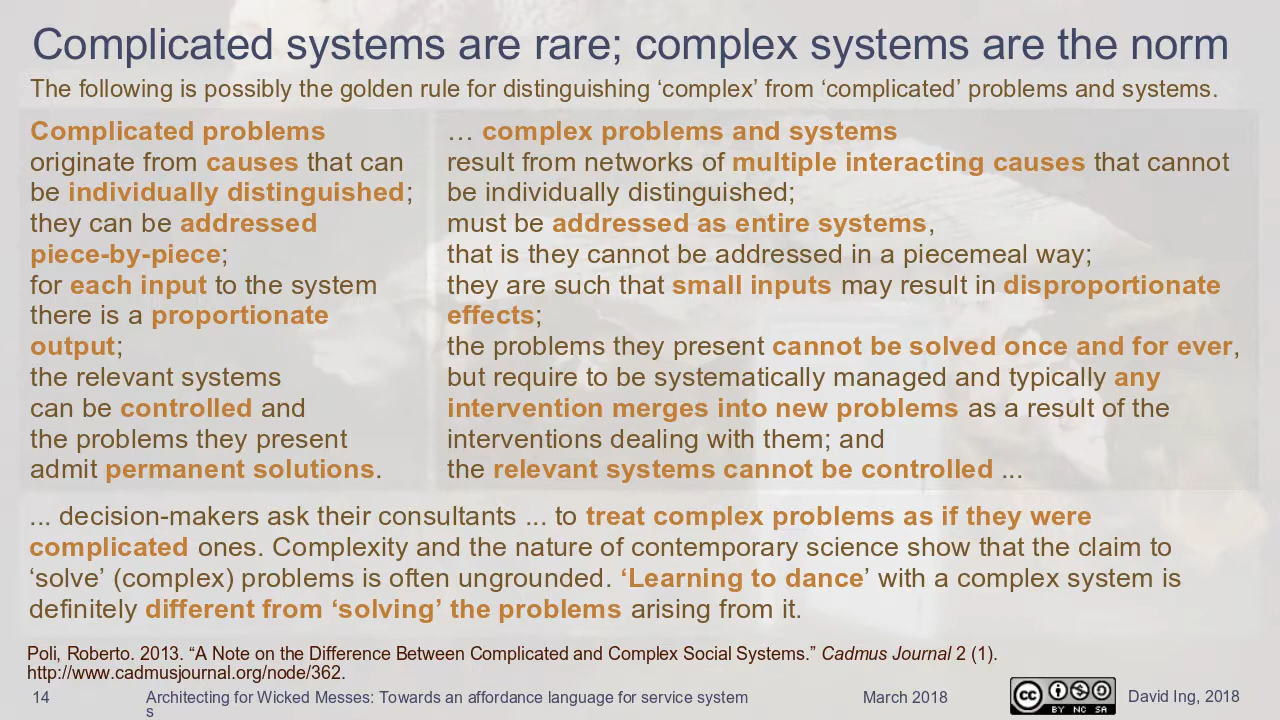 Complicated systems are rare; complex systems are the norm
The following is possibly the golden rule for distinguishing ‘complex’ from ‘complicated’ problems and systems.
Complicated problems
originate from causes that can
be individually distinguished;
they can be addressed
piece-by-piece;
for each input to the system
there is a proportionate
output;
the relevant systems
can be controlled and
the problems they present
admit permanent solutions.
… complex problems and systems
result from networks of multiple interacting causes that cannot
be individually distinguished;
must be addressed as entire systems,
that is they cannot be addressed in a piecemeal way;
they are such that small inputs may result in disproportionate
effects;
the problems they present cannot be solved once and for ever,
but require to be systematically managed and typically any
intervention merges into new problems as a result of the
interventions dealing with them; and
the relevant systems cannot be controlled ...
... decision-makers ask their consultants ... to treat complex problems as if they were
complicated ones. Complexity and the nature of contemporary science show that the claim to
‘solve’ (complex) problems is often ungrounded. ‘Learning to dance’ with a complex system is
definitely different from ‘solving’ the problems arising from it.
Poli, Roberto. 2013. “A Note on the Difference Between Complicated and Complex Social Systems.” Cadmus Journal 2 (1).
http://www.cadmusjournal.org/node/362.
14
Architecting for Wicked Messes: Towards an affordance language for service system
s
March 2018
cc
BY NC SA
David Ing, 2018